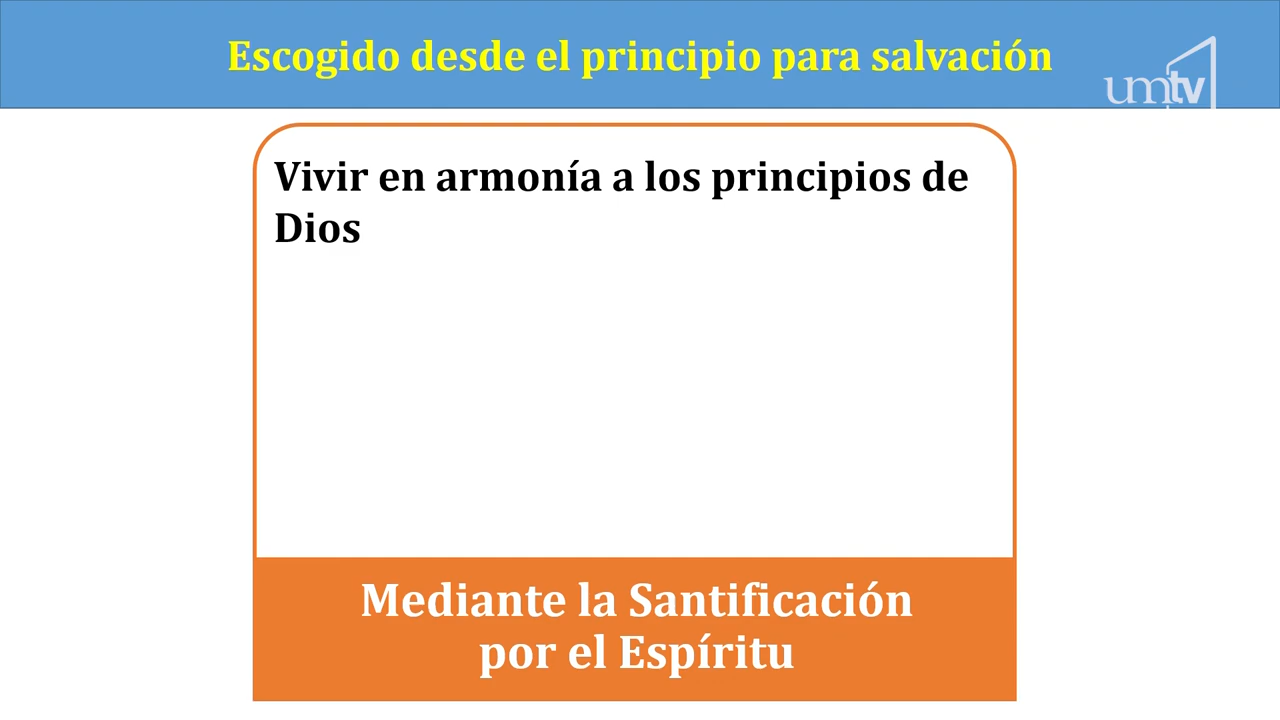 Escogido desde el principio para salvación
umtv
Vivir en armonía a los principios de
Dios
Mediante la Santificación
por el Espíritu